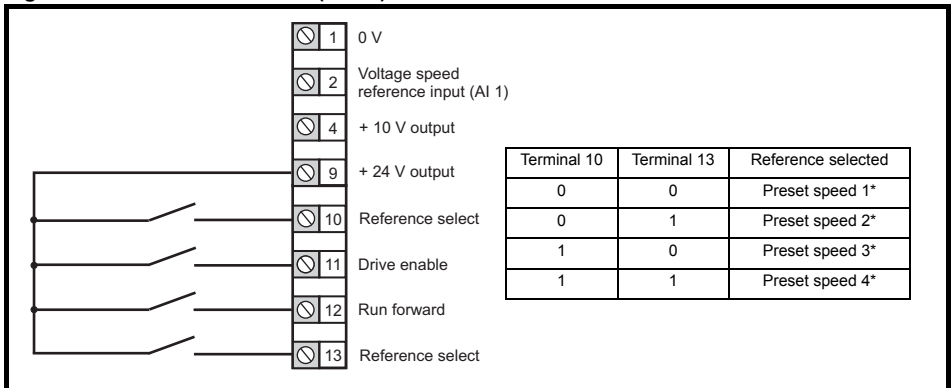 1 0 V
2 Voltage speed
reference input (AI 1)
4 + 10 V output
9 + 24 V output
10 Reference select
11 Drive enable
12 Run forward
13 Reference select
Terminal 10 Terminal 13 Reference selected
0 0 Preset speed 1*
0 1 Preset speed 2*
1 0 Preset speed 3*
1 1 Preset speed 4*